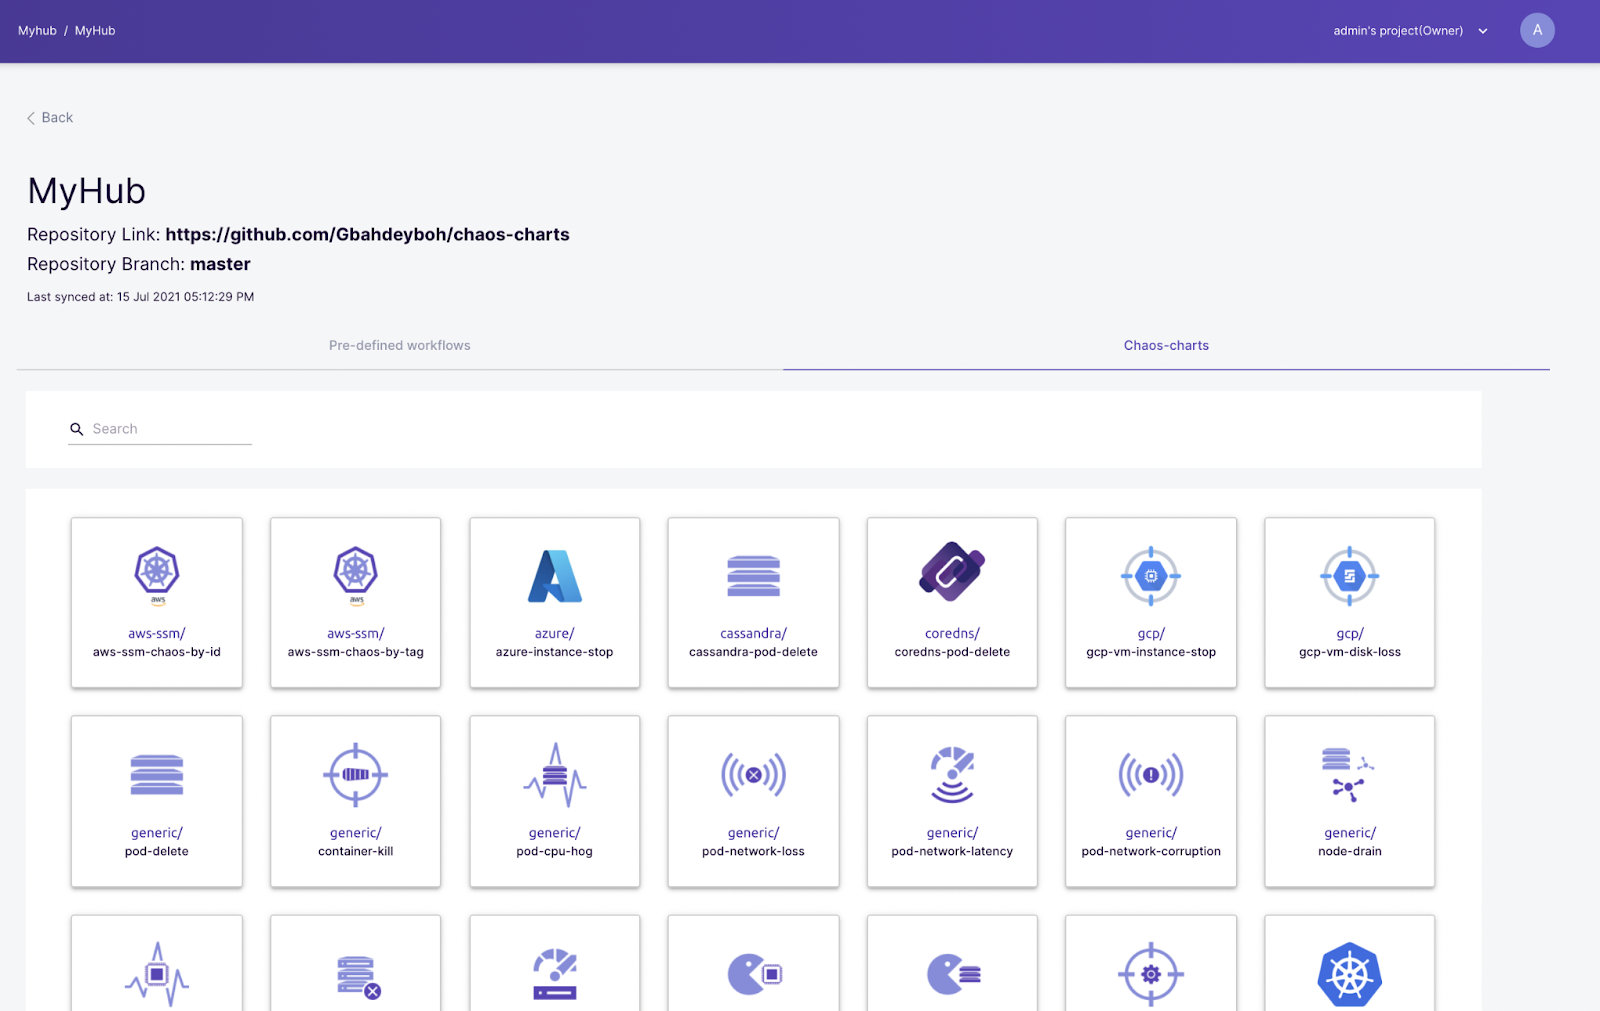 Myhub / MyHub
admin's project(Owner)
A
Back
MyHub
Repository Link: https://github.com/Gbahdeyboh/chaos-charts
Repository Branch: master
Last synced at: 15 Jul 2021 05:12:29 PM
Pre-defined workflows
Chaos-charts
Search
aws
aws-ssm/
aws-ssm-chaos-by-id
aws
aws-ssm/
aws-ssm-chaos-by-tag
azure/
azure-instance-stop
cassandra/
cassandra-pod-delete
coredns/
coredns-pod-delete
gcp/
gcp-vm-instance-stop
gcp/
gcp-vm-disk-loss
generic/
pod-delete
generic/
container-kill
generic/
pod-cpu-hog
generic/
pod-network-loss
generic/
pod-network-latency
generic/
pod-network-corruption
generic/
node-drain